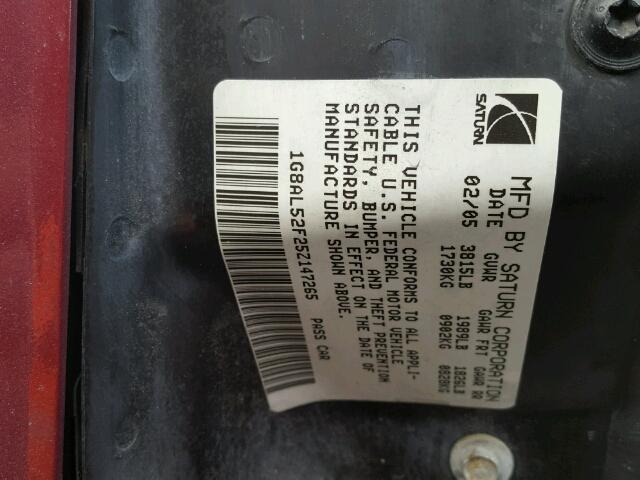 SATURN
MFD BY SATURN CORPORATION
DATE GVWR GAWR FRT GAWR RR
02/05 3815LB 1989LB 1826LB
1730KG 0902KG 0828KG
THIS VEHICLE CONFORMS TO ALL APPLI-
CABLE U.S. FEDERAL MOTOR VEHICLE
SAFETY, BUMPER, AND THEFT PREVENTION
STANDARDS IN EFFECT ON THE DATE OF
MANUFACTURE SHOWN ABOVE.
1G8AL52F25Z147265 PASS CAR